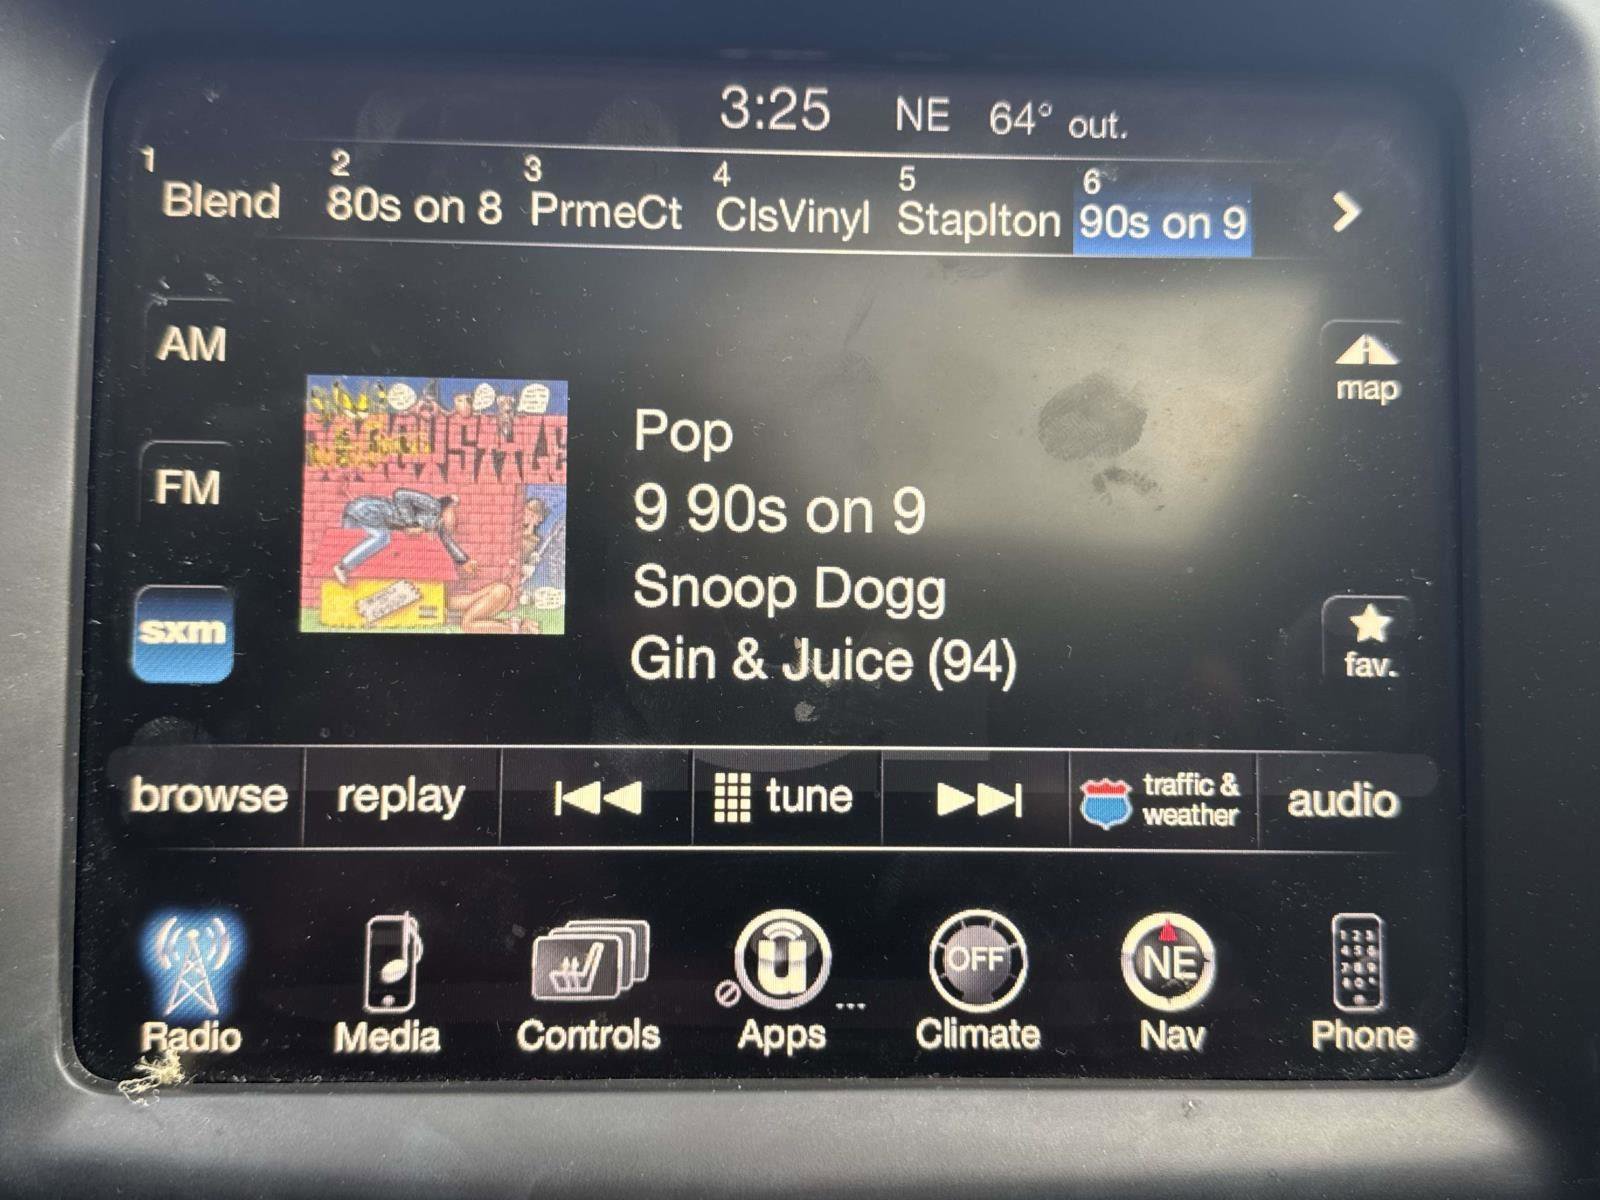 3:25 NE 64° out.
1 2 3 4 5 6
Blend 80s on 8 PrmeCt ClsVinyl Staplton 90s on 9
AM
map
Pop
FM
9 90s on 9
Snoop Dogg
sxm
Gin & Juice (94)
fav.
browse replay tune traffic & weather audio
OFF NE
Radio Media Controls Apps Climate Nav Phone